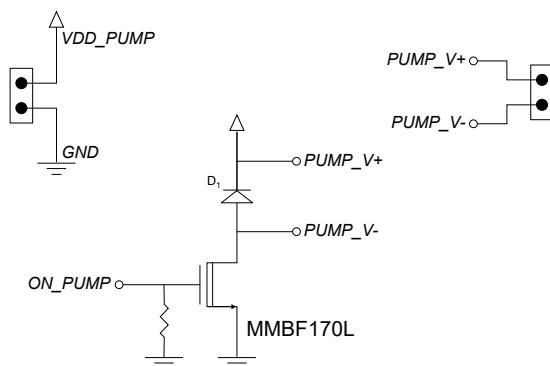 VDD_PUMP
PUMP_V+
PUMP_V-
GND
PUMP_V+
D1
PUMP_V-
ON_PUMP
MMBF170L